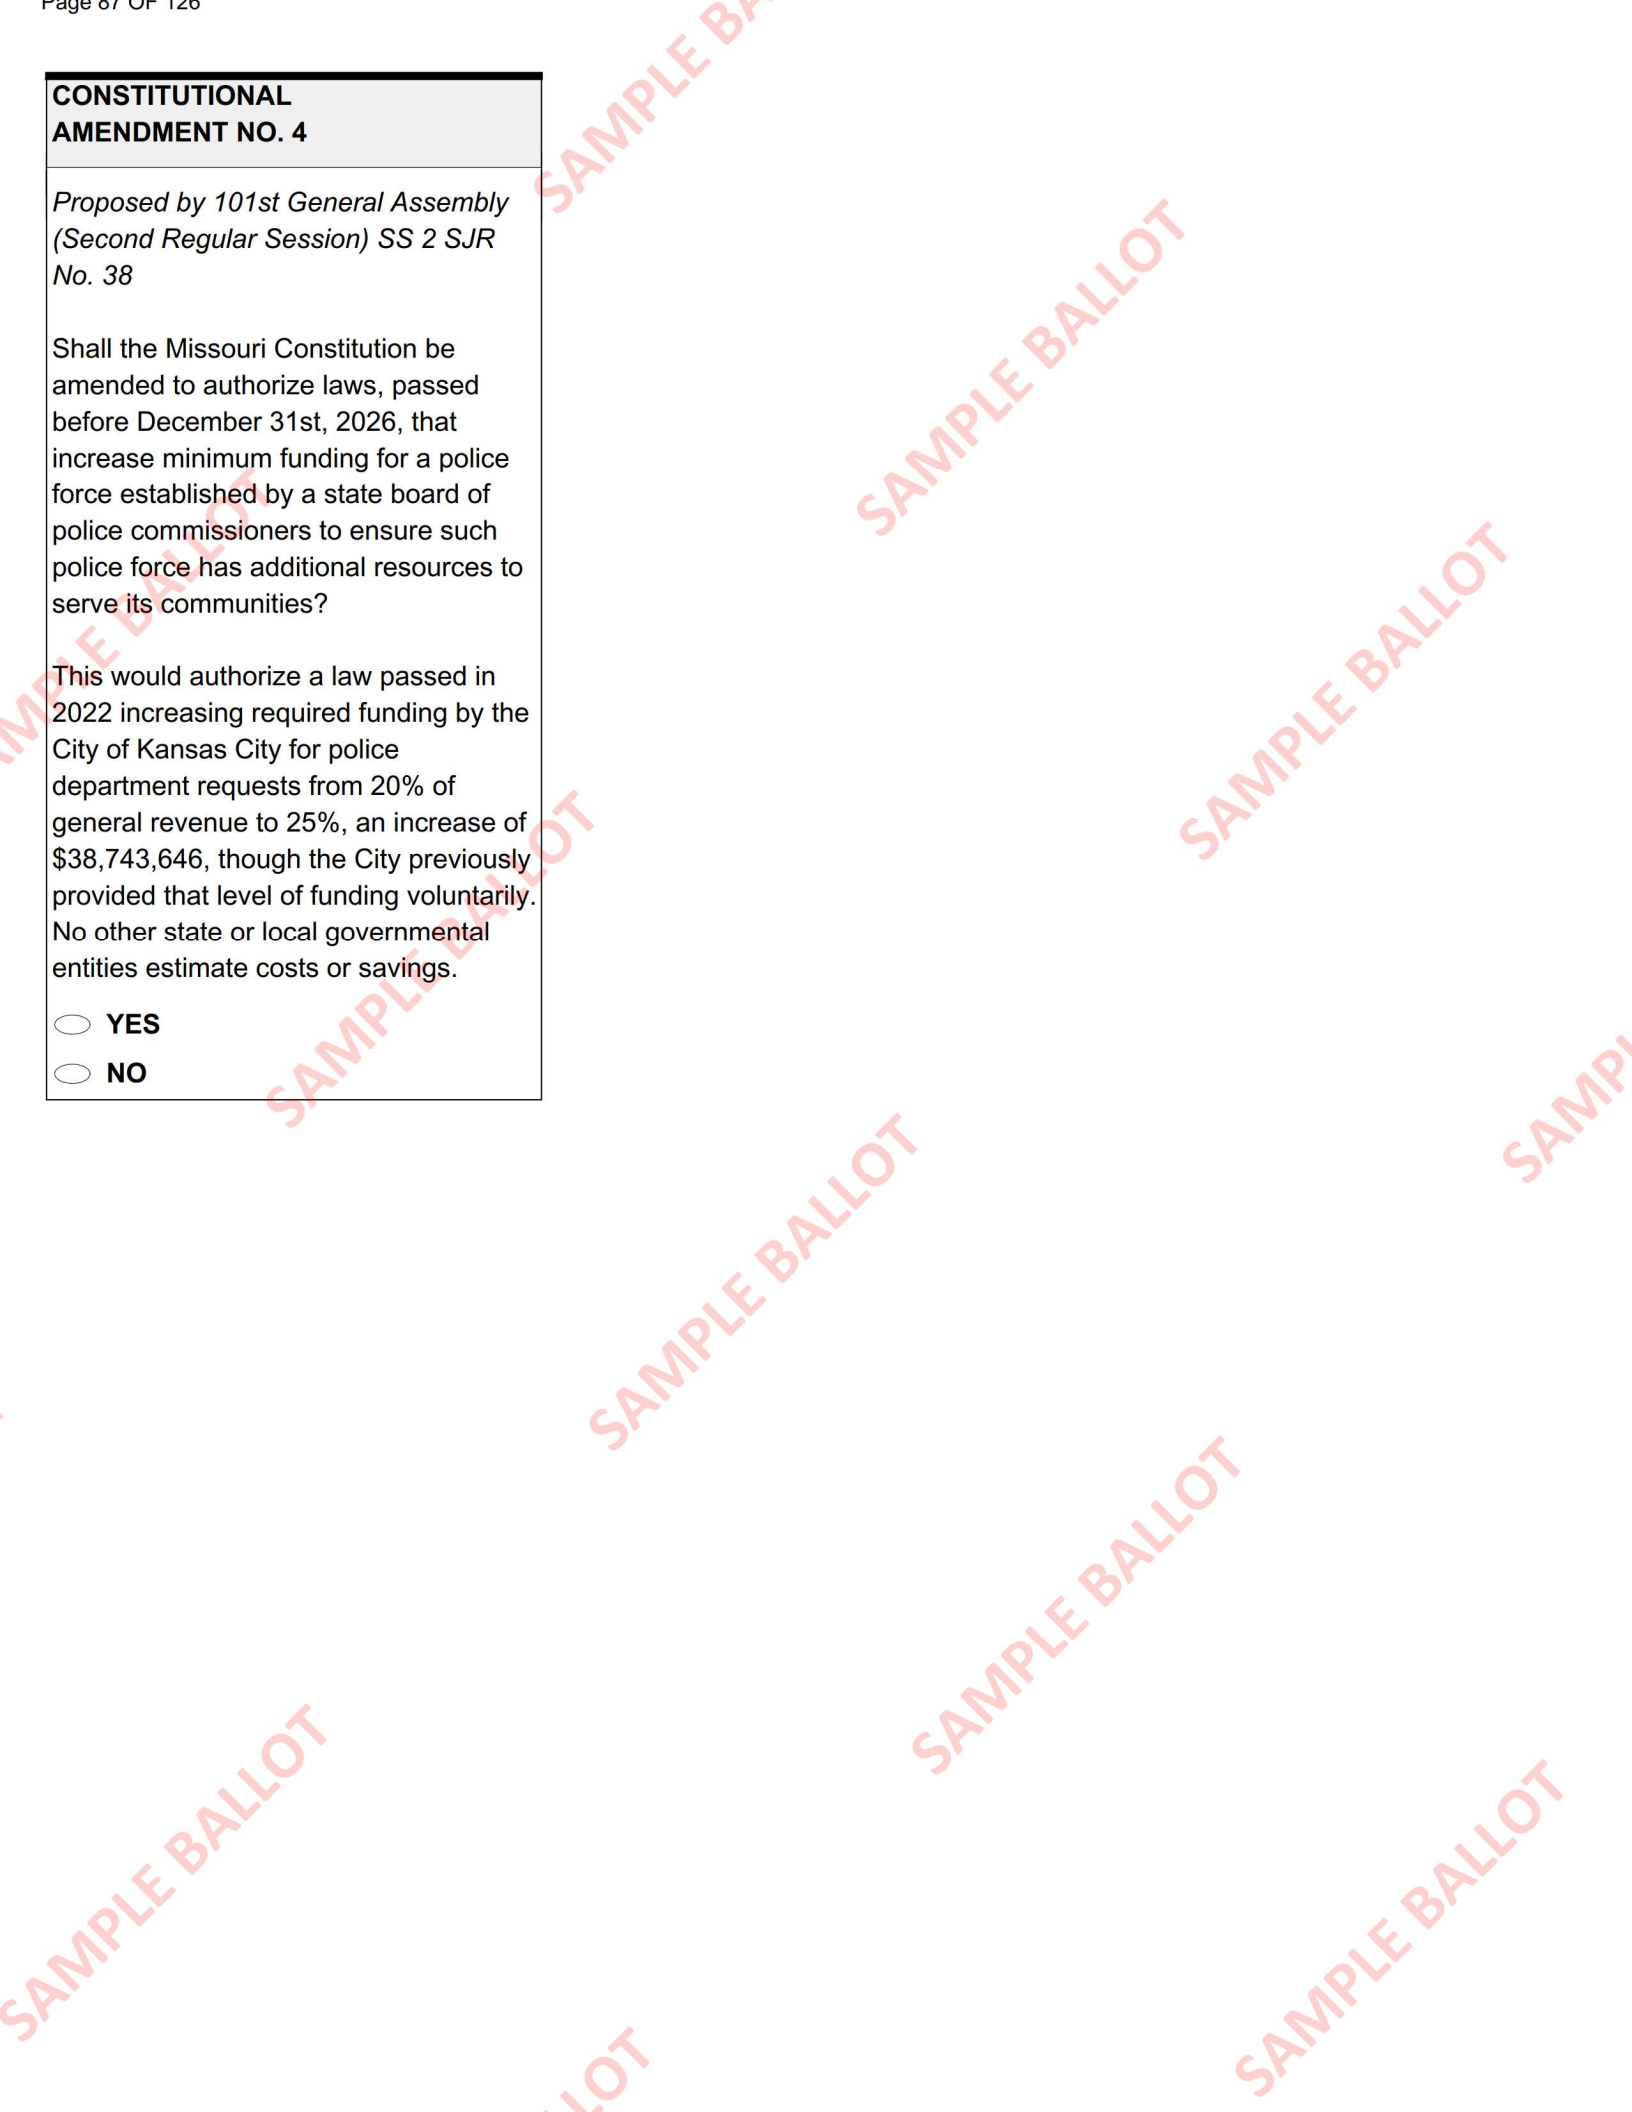 Page 87 OF 126
CONSTITUTIONAL
AMENDMENT NO. 4
Proposed by 101st General Assembly
(Second Regular Session) SS 2 SJR
No. 38
Shall the Missouri Constitution be
amended to authorize laws, passed
before December 31st, 2026, that
increase minimum funding for a police
force established by a state board of
police commissioners to ensure such
police force has additional resources to
serve its communities?
This would authorize a law passed in
2022 increasing required funding by the
City of Kansas City for police
department requests from 20% of
general revenue to 25%, an increase of
$38,743,646, though the City previously
provided that level of funding voluntarily.
No other state or local governmental
entities estimate costs or savings.
YES
NO
SAMPLE BA
SAMPLE BALLOT
SAMPLE BALLOT
AMPLE BALLOT
SAMPLE BALLOT
SAMPL
SAMPLE BALLOT
SAMPLE BALLOT
SAMPLE BALLOT
SAMPLE BALLOT
LLOT